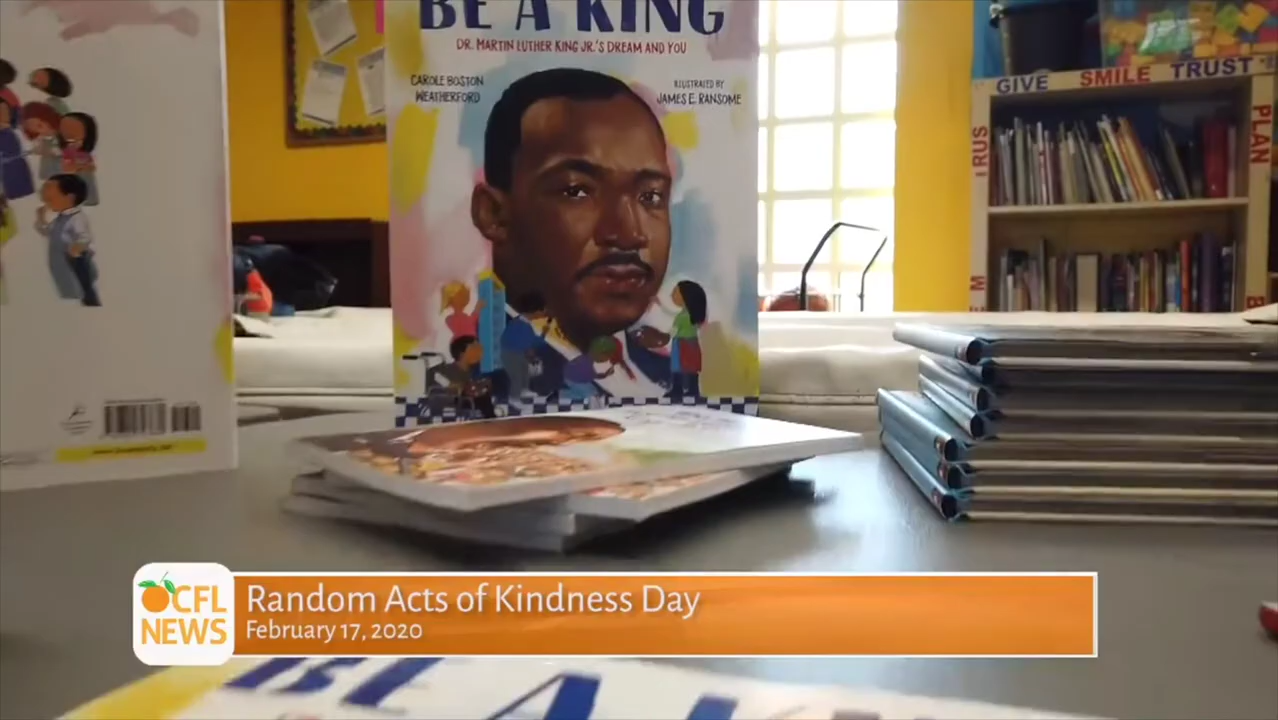 BE A KING
DR. MARTIN LUTHER KING JR.'S DREAM AND YOU
CAROLE BOSTON
WEATHERFORD
ILLUSTRATED BY
JAMES E. RANSOME
GIVE SMILE TRUST
PLAN
CFL
NEWS
Random Acts of Kindness Day
February 17, 2020